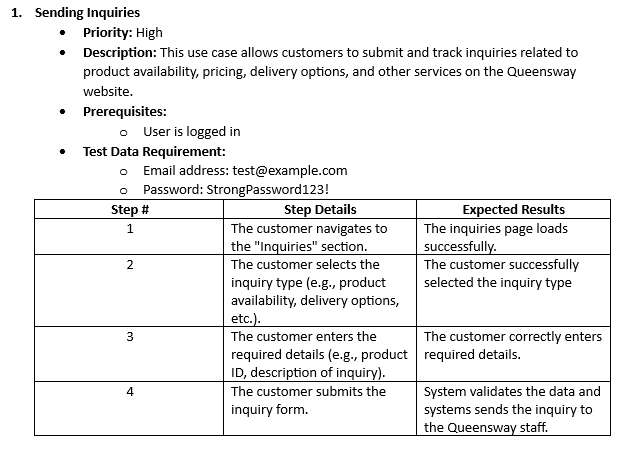 1. Sending Inquiries
• Priority: High
• Description: This use case allows customers to submit and track inquiries related to
product availability, pricing, delivery options, and other services on the Queensway
website.
• Prerequisites:
o User is logged in
• Test Data Requirement:
o Email address: test@example.com
o Password: StrongPassword123!
Step # Step Details Expected Results
1 The customer navigates to The inquiries page loads
the "Inquiries" section. successfully.
2 The customer selects the The customer successfully
inquiry type (e.g., product selected the inquiry type
availability, delivery options,
etc.).
3 The customer enters the The customer correctly enters
required details (e.g., product required details.
ID, description of inquiry).
4 The customer submits the System validates the data and
inquiry form. systems sends the inquiry to
the Queensway staff.